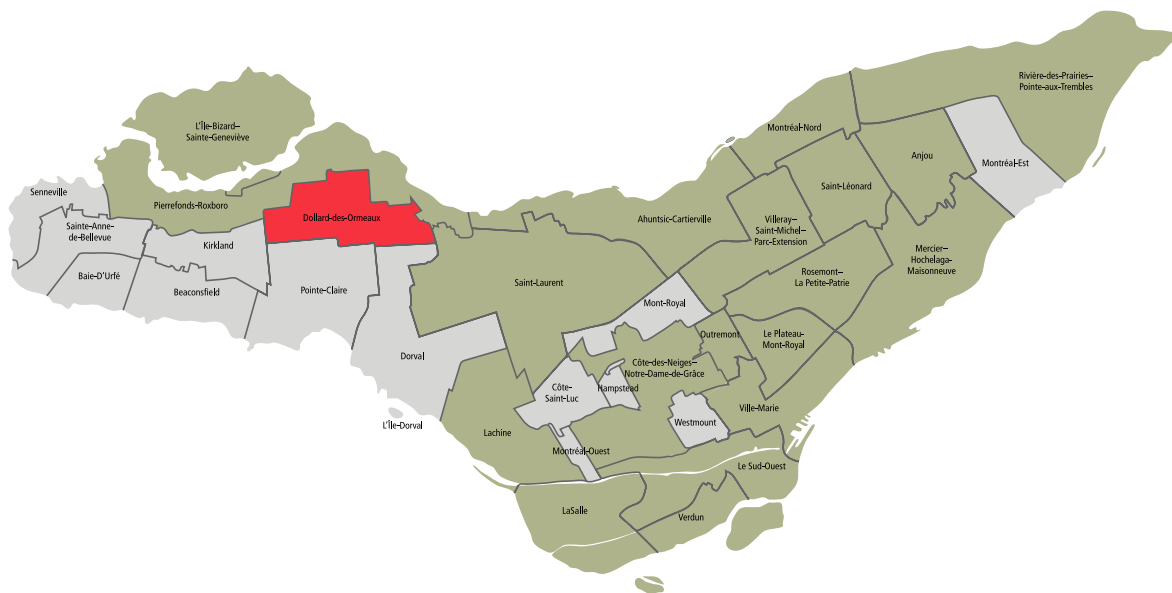 Rivière-des-Prairies–
Pointe-aux-Trembles
L'Île-Bizard–
Sainte-Geneviève
Montréal-Nord
Anjou
Montréal-Est
Saint-Léonard
Senneville
Pierrefonds-Roxboro
Dollard-des-Ormeaux
Ahuntsic-Cartierville
Villeray–
Saint-Michel–
Parc-Extension
Sainte-Anne-
de-Bellevue
Kirkland
Mercier–
Hochelaga-
Maisonneuve
Baie-D'Urfé
Beaconsfield
Pointe-Claire
Saint-Laurent
Rosemont–
La Petite-Patrie
Mont-Royal
Outremont
Le Plateau-
Mont-Royal
Dorval
Côte-des-Neiges–
Notre-Dame-de-Grâce
Côte-
Saint-Luc
Hampstead
Ville-Marie
L'Île-Dorval
Westmount
Lachine
Montréal-Ouest
Le Sud-Ouest
LaSalle
Verdun